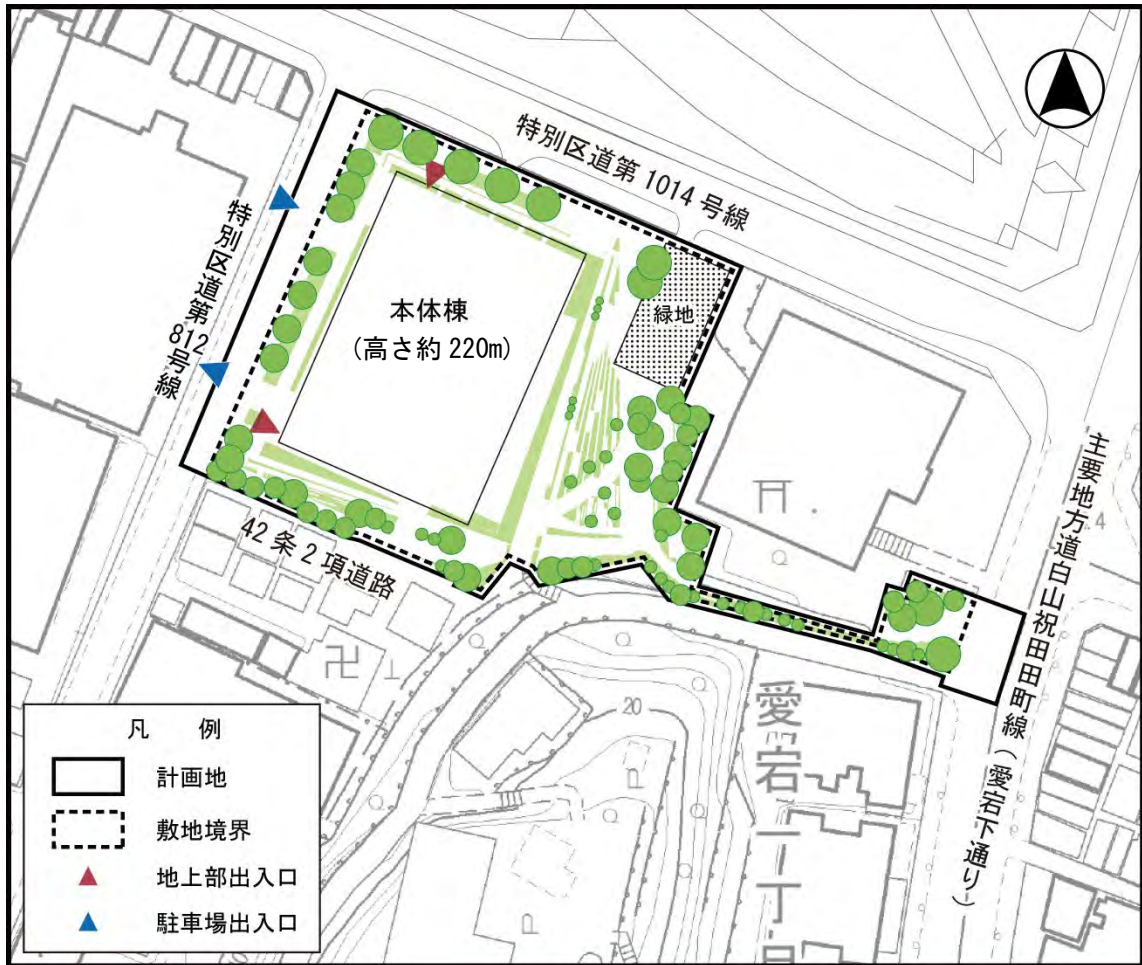 特別区道第 1014 号線
特別区道第
812
号線
本体棟
(高さ約 220m)
緑地
主要地方道白山祝田田町線(愛宕下通り)
42 条 2 項道路
20
愛宕一丁目
P
P
凡 例
計画地
敷地境界
地上部出入口
駐車場出入口